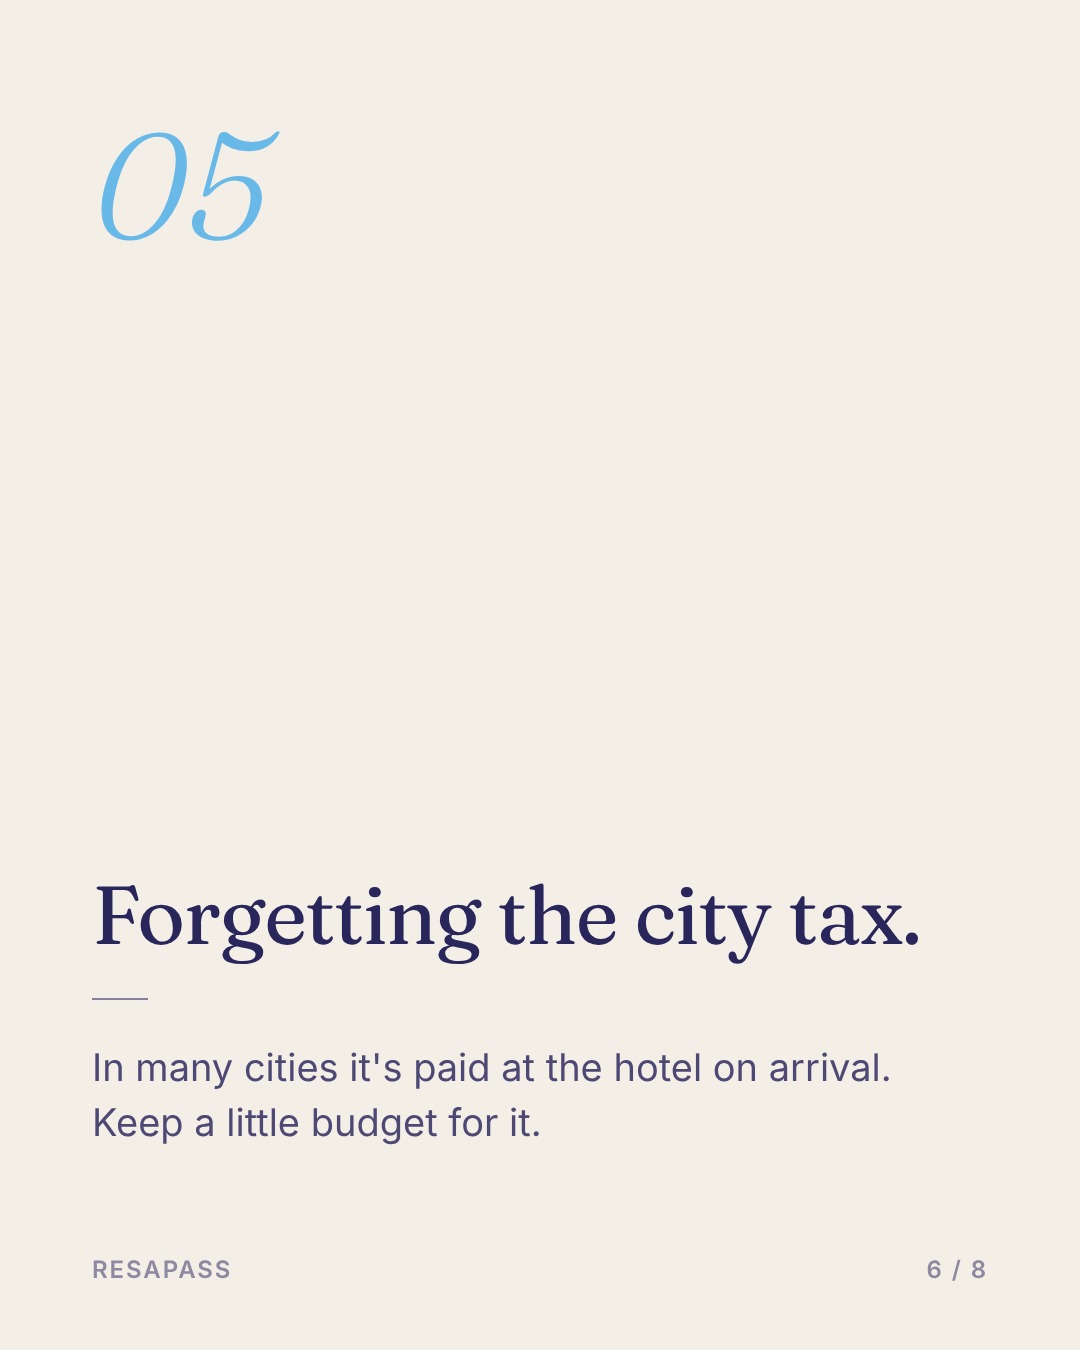 05
Forgetting the city tax.
In many cities it's paid at the hotel on arrival.
Keep a little budget for it.
RESAPASS
6 / 8